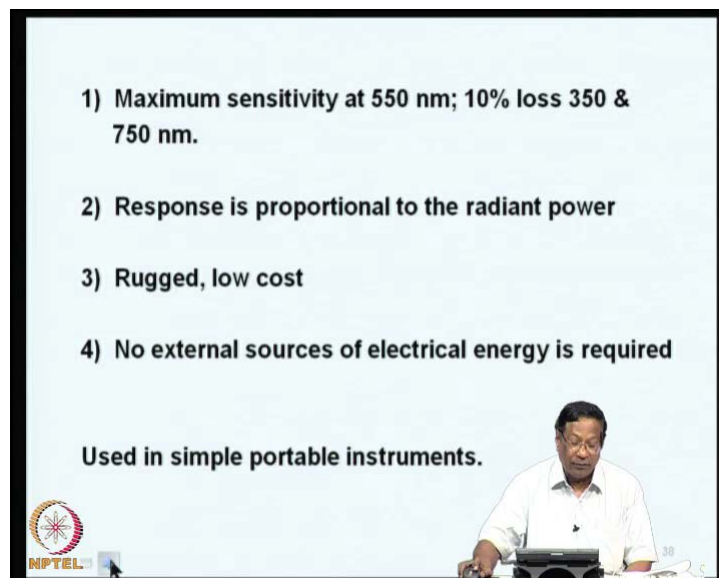 1) Maximum sensitivity at 550 nm; 10% loss 350 &
750 nm.
2) Response is proportional to the radiant power
3) Rugged, low cost
4) No external sources of electrical energy is required
Used in simple portable instruments.
38
NPTEL